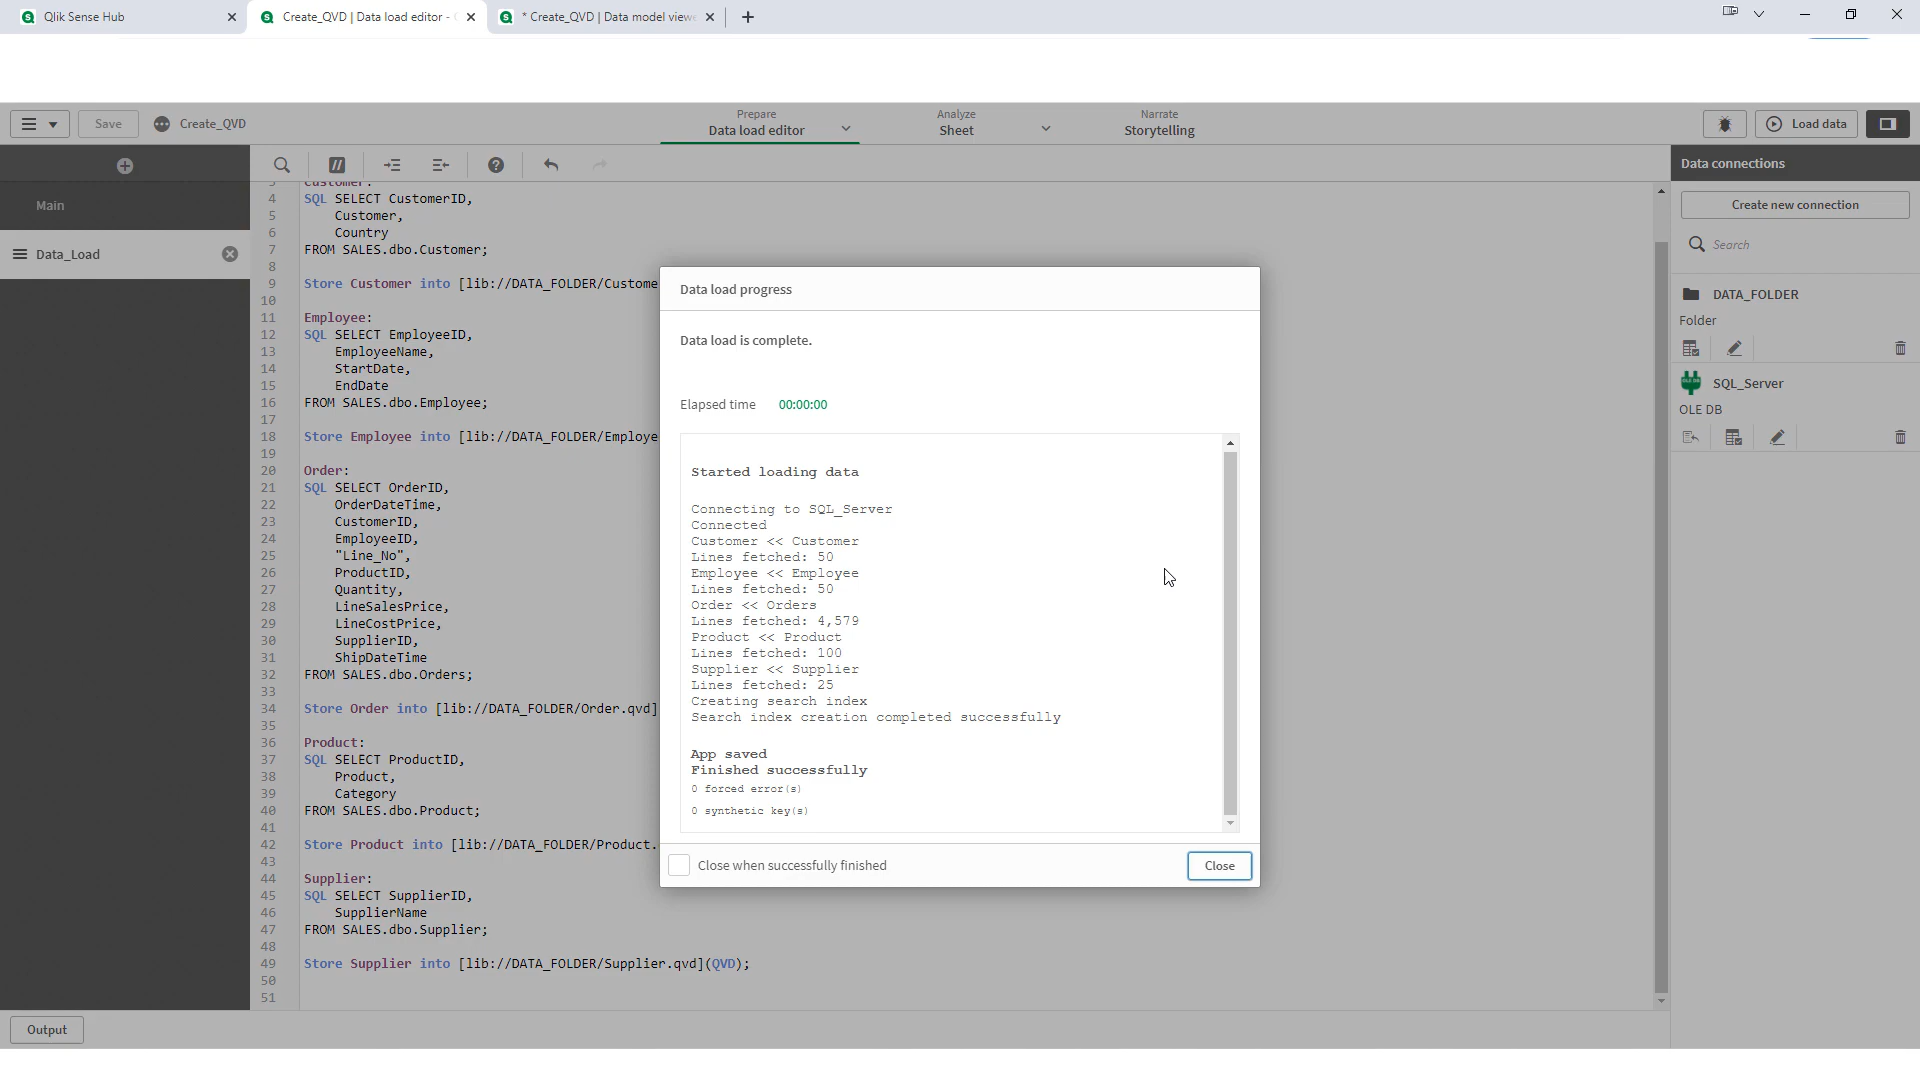 Qlik Sense Hub
Create_QVD | Data load editor -
* Create_QVD | Data model viewe
Save
Create_QVD
Prepare
Data load editor
Analyze
Sheet
Narrate
Storytelling
Load data
Main
Data_Load
3 Customer:
4 SQL SELECT CustomerID,
5 Customer,
6 Country
7 FROM SALES.dbo.Customer;
8
9 Store Customer into [lib://DATA_FOLDER/Custome
10
11 Employee:
12 SQL SELECT EmployeeID,
13 EmployeeName,
14 StartDate,
15 EndDate
16 FROM SALES.dbo.Employee;
17
18 Store Employee into [lib://DATA_FOLDER/Employe
19
20 Order:
21 SQL SELECT OrderID,
22 OrderDateTime,
23 CustomerID,
24 EmployeeID,
25 "Line_No",
26 ProductID,
27 Quantity,
28 LineSalesPrice,
29 LineCostPrice,
30 SupplierID,
31 ShipDateTime
32 FROM SALES.dbo.Orders;
33
34 Store Order into [lib://DATA_FOLDER/Order.qvd]
35
36 Product:
37 SQL SELECT ProductID,
38 Product,
39 Category
40 FROM SALES.dbo.Product;
41
42 Store Product into [lib://DATA_FOLDER/Product.
43
44 Supplier:
45 SQL SELECT SupplierID,
46 SupplierName
47 FROM SALES.dbo.Supplier;
48
49 Store Supplier into [lib://DATA_FOLDER/Supplier.qvd](QVD);
50
51
Data load progress
Data load is complete.
Elapsed time 00:00:00
Started loading data
Connecting to SQL_Server
Connected
Customer << Customer
Lines fetched: 50
Employee << Employee
Lines fetched: 50
Order << Orders
Lines fetched: 4,579
Product << Product
Lines fetched: 100
Supplier << Supplier
Lines fetched: 25
Creating search index
Search index creation completed successfully
App saved
Finished successfully
0 forced error(s)
0 synthetic key(s)
Close when successfully finished
Close
Data connections
Create new connection
Search
DATA_FOLDER
Folder
SQL_Server
OLE DB
Output